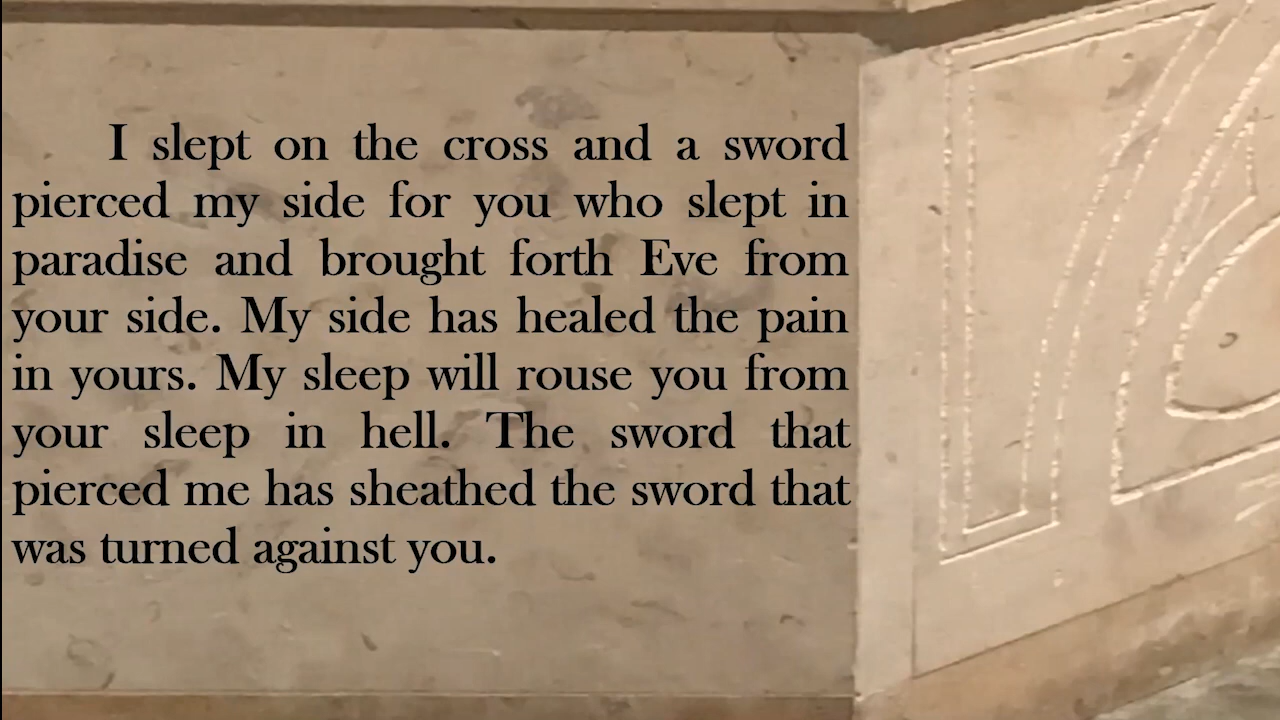 I slept on the cross and a sword
pierced my side for you who slept in
paradise and brought forth Eve from
your side. My side has healed the pain
in yours. My sleep will rouse you from
your sleep in hell. The sword that
pierced me has sheathed the sword that
was turned against you.